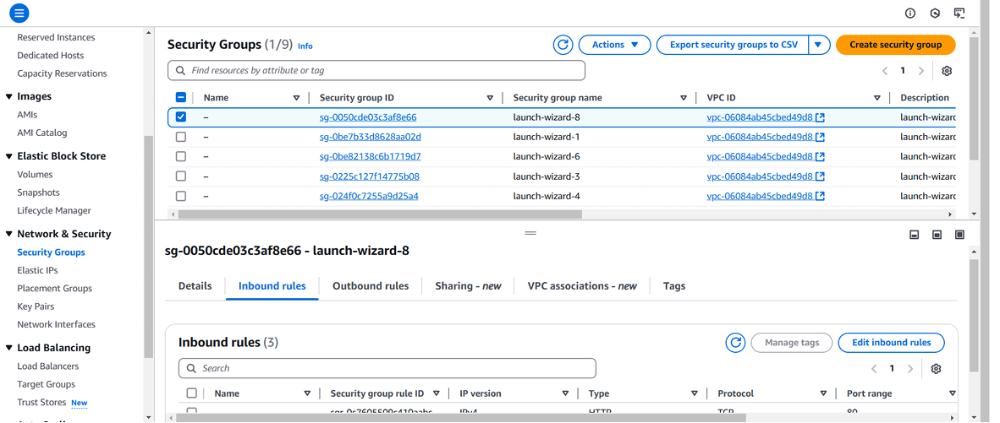 Reserved Instances
Dedicated Hosts
Capacity Reservations
Images
AMIs
AMI Catalog
Elastic Block Store
Volumes
Snapshots
Lifecycle Manager
Network & Security
Security Groups
Elastic IPs
Placement Groups
Key Pairs
Network Interfaces
Load Balancing
Load Balancers
Target Groups
Trust Stores New
Security Groups (1/9) Info
Actions
Export security groups to CSV
Create security group
Find resources by attribute or tag
1
Name Security group ID Security group name VPC ID Description
– sg-0050cde03c3af8e66 launch-wizard-8 vpc-06084ab45cbed49d8 launch-wizard
– sg-0be7b33d8628aa02d launch-wizard-1 vpc-06084ab45cbed49d8 launch-wizard
– sg-0be82138c6b1719d7 launch-wizard-6 vpc-06084ab45cbed49d8 launch-wizard
– sg-0225c127f14775b08 launch-wizard-3 vpc-06084ab45cbed49d8 launch-wizard
– sg-024f0c7255a9d25a4 launch-wizard-4 vpc-06084ab45cbed49d8 launch-wizard
sg-0050cde03c3af8e66 - launch-wizard-8
Details Inbound rules Outbound rules Sharing - new VPC associations - new Tags
Inbound rules (3)
Manage tags
Edit inbound rules
Search
1
Name Security group rule ID IP version Type Protocol Port range
IPv4 HTTP TCP 80